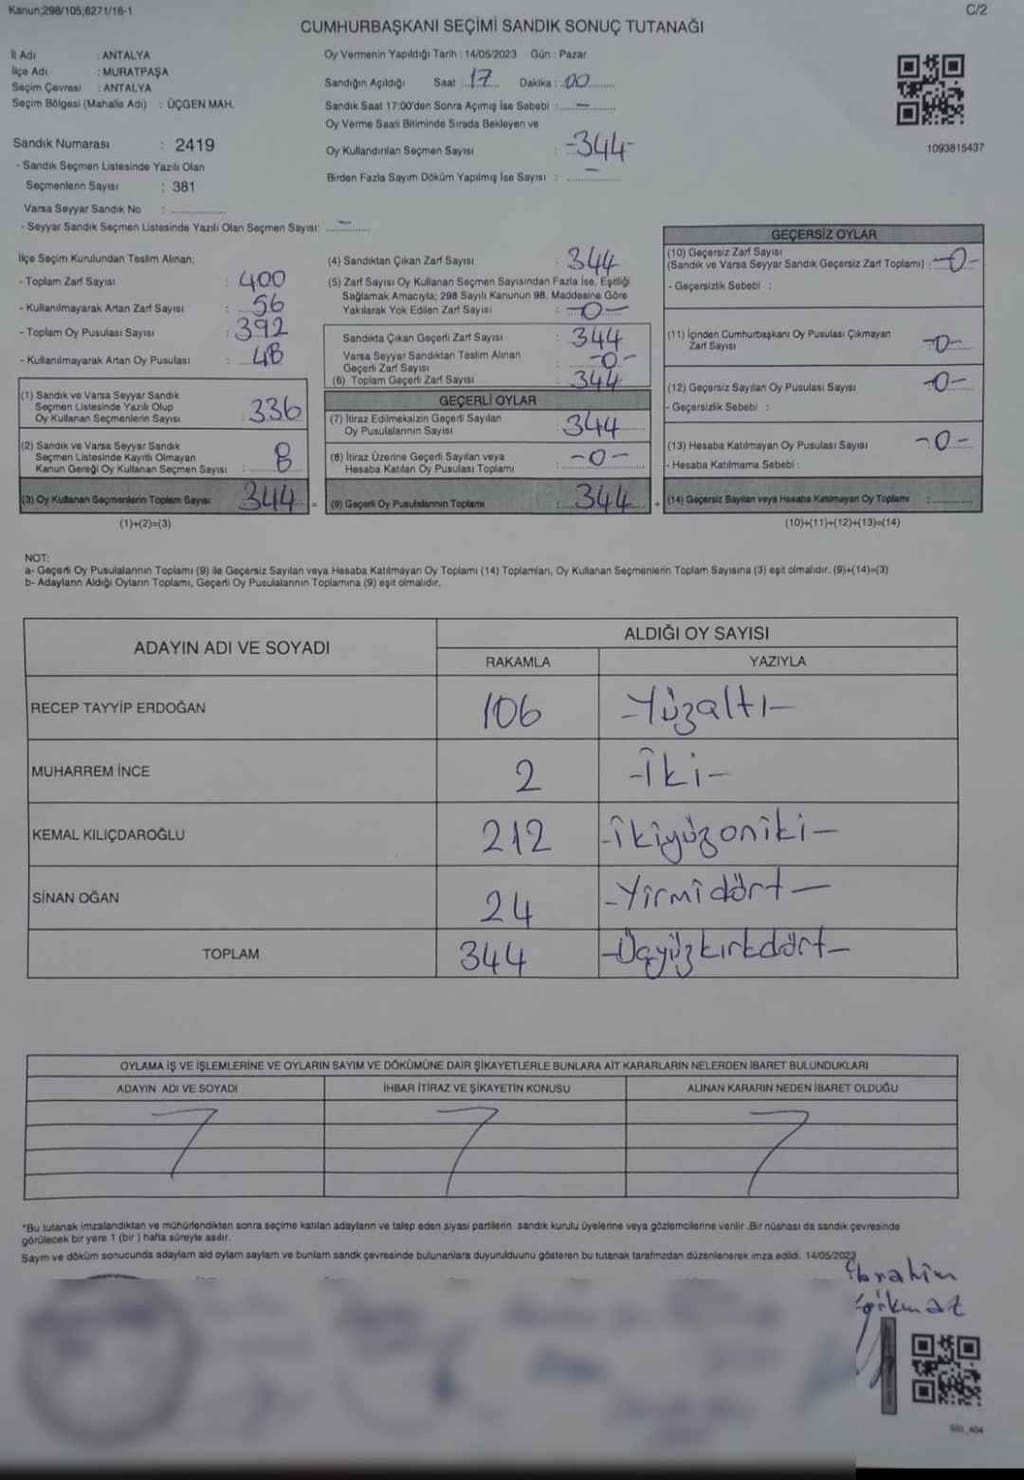 Kanun;298/105;6271/18-1
C/2
CUMHURBAŞKANI SEÇİMİ SANDIK SONUÇ TUTANAĞI
İl Adı : ANTALYA
İlçe Adı : MURATPAŞA
Seçim Çevresi : ANTALYA
Seçim Bölgesi (Mahalle Adı) : ÜÇGEN MAH.
Oy Vermenin Yapıldığı Tarih : 14/05/2023 Gün : Pazar
Sandığın Açıldığı Saat : 17 Dakika : 00
Sandık Saat 17:00'den Sonra Açımış İse Sebebi : —
Oy Verme Saati Bitiminde Sırada Bekleyen ve
Oy Kullandırılan Seçmen Sayısı : -344-
Birden Fazla Sayım Döküm Yapılmış İse Sayısı : —
1093815437
Sandık Numarası : 2419
- Sandık Seçmen Listesinde Yazılı Olan
Seçmenlerin Sayısı : 381
Varsa Seyyar Sandık No :
- Seyyar Sandık Seçmen Listesinde Yazılı Olan Seçmen Sayısı: —
İlçe Seçim Kurulundan Teslim Alınan:
- Toplam Zarf Sayısı : 400
- Kullanılmayarak Artan Zarf Sayısı : 56
- Toplam Oy Pusulası Sayısı : 392
- Kullanılmayarak Artan Oy Pusulası : 48
(1) Sandık ve Varsa Seyyar Sandık
Seçmen Listesinde Yazılı Olup
Oy Kullanan Seçmenlerin Sayısı : 336
(2) Sandık ve Varsa Seyyar Sandık
Seçmen Listesinde Kayıtlı Olmayan
Kanun Gereği Oy Kullanan Seçmen Sayısı : 8
(3) Oy Kullanan Seçmenlerin Toplam Sayısı : 344 =
(1)+(2)=(3)
(4) Sandıktan Çıkan Zarf Sayısı : 344
(5) Zarf Sayısı Oy Kullanan Seçmen Sayısından Fazla İse, Eşitliği
Sağlamak Amacıyla; 298 Sayılı Kanunun 98. Maddesine Göre
Yakılarak Yok Edilen Zarf Sayısı : -0-
Sandıkta Çıkan Geçerli Zarf Sayısı : 344
Varsa Seyyar Sandıktan Teslim Alınan
Geçerli Zarf Sayısı : -0-
(6) Toplam Geçerli Zarf Sayısı : 344
GEÇERLİ OYLAR
(7) İtiraz Edilmeksizin Geçerli Sayılan
Oy Pusulalarının Sayısı : 344
(8) İtiraz Üzerine Geçerli Sayılan veya
Hesaba Katılan Oy Pusulası Toplamı : -0-
(9) Geçerli Oy Pusulalarının Toplamı : 344 +
GEÇERSİZ OYLAR
(10) Geçersiz Zarf Sayısı
(Sandık ve Varsa Seyyar Sandık Geçersiz Zarf Toplamı) : -0-
- Geçersizlik Sebebi :
(11) İçinden Cumhurbaşkanı Oy Pusulası Çıkmayan
Zarf Sayısı : -0-
(12) Geçersiz Sayılan Oy Pusulası Sayısı : -0-
- Geçersizlik Sebebi :
(13) Hesaba Katılmayan Oy Pusulası Sayısı : -0-
- Hesaba Katılmama Sebebi :
(14) Geçersiz Sayılan veya Hesaba Katılmayan Oy Toplamı :
(10)+(11)+(12)+(13)=(14)
NOT:
a- Geçerli Oy Pusulalarının Toplamı (9) ile Geçersiz Sayılan veya Hesaba Katılmayan Oy Toplamı (14) Toplamları, Oy Kullanan Seçmenlerin Toplam Sayısına (3) eşit olmalıdır. (9)+(14)=(3)
b- Adayların Aldığı Oyların Toplamı, Geçerli Oy Pusulalarının Toplamına (9) eşit olmalıdır.
ADAYIN ADI VE SOYADI
ALDIĞI OY SAYISI
RAKAMLA YAZIYLA
RECEP TAYYİP ERDOĞAN 106 -Yüzaltı-
MUHARREM İNCE 2 -İki-
KEMAL KILIÇDAROĞLU 212 -İkiyüzoniki-
SİNAN OĞAN 24 -Yirmidört-
TOPLAM 344 -Üçyüzkırkdört-
OYLAMA İŞ VE İŞLEMLERİNE VE OYLARIN SAYIM VE DÖKÜMÜNE DAİR ŞİKAYETLERLE BUNLARA AİT KARARLARIN NELERDEN İBARET BULUNDUKLARI
ADAYIN ADI VE SOYADI İHBAR İTİRAZ VE ŞİKAYETİN KONUSU ALINAN KARARIN NEDEN İBARET OLDUĞU
*Bu tutanak imzalandıktan ve mühürlendikten sonra seçime katılan adayların ve talep eden siyasi partilerin sandık kurulu üyelerine veya gözlemcilerine verilir. Bir nüshası da sandık çevresinde
görülecek bir yere 1 (bir) hafta süreyle asılır.
Sayım ve döküm sonucunda adayların ald oyların sayların ve bunların sandk çevresinde bulunanlara duyurulduunu gösteren bu tutanak tarafmzdan düzenlenerek imza edildi. 14/05/2023
İbrahim